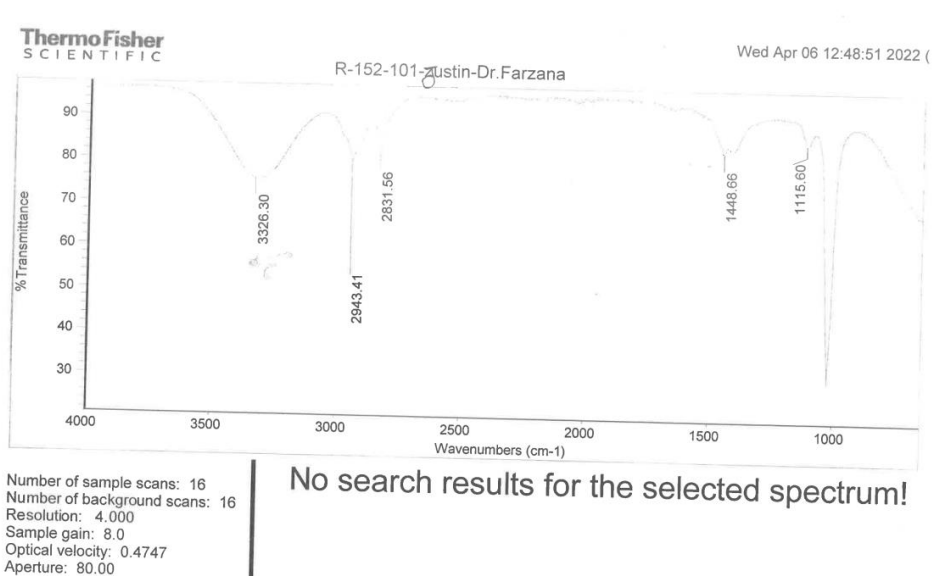 ThermoFisher
SCIENTIFIC
Wed Apr 06 12:48:51 2022 (
R-152-101-Justin-Dr.Farzana
90
80
70
60
50
40
30
%Transmittance
3326.30
2943.41
2831.56
1448.66
1115.60
4000
3500
3000
2500
2000
1500
1000
Wavenumbers (cm-1)
Number of sample scans: 16
Number of background scans: 16
Resolution: 4.000
Sample gain: 8.0
Optical velocity: 0.4747
Aperture: 80.00
No search results for the selected spectrum!